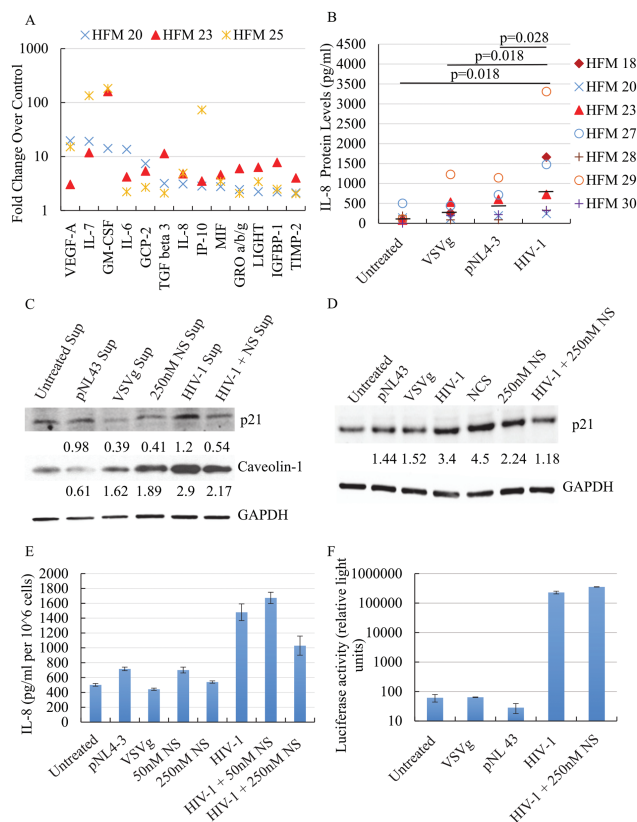 A
HFM 20 HFM 23 HFM 25
Fold Change Over Control
1000
100
10
1
VEGF-A IL-7 GM-CSF IL-6 GCP-2 TGF beta 3 IL-8 IP-10 MIF GRO a/b/g LIGHT IGFBP-1 TIMP-2
B
IL-8 Protein Levels (pg/ml)
4500
4000
3500
3000
2500
2000
1500
1000
500
0
p=0.028
p=0.018
p=0.018
Untreated VSVg pNL4-3 HIV-1
HFM 18
HFM 20
HFM 23
HFM 27
HFM 28
HFM 29
HFM 30
C
Untreated Sup pNL43 Sup VSVg Sup 250nM NS Sup HIV-1 Sup HIV-1 + NS Sup
p21
0.98 0.39 0.41 1.2 0.54
Caveolin-1
0.61 1.62 1.89 2.9 2.17
GAPDH
D
Untreated pNL43 VSVg HIV-1 NCS 250nM NS HIV-1 + 250nM NS
p21
1.44 1.52 3.4 4.5 2.24 1.18
GAPDH
E
IL-8 (pg/ml per 10^6 cells)
2000
1800
1600
1400
1200
1000
800
600
400
200
0
Untreated pNL4-3 VSVg 50nM NS 250nM NS HIV-1 HIV-1 + 50nM NS HIV-1 + 250nM NS
F
Luciferase activity (relative light
units)
1000000
100000
10000
1000
100
10
Untreated VSVg pNL 43 HIV-1 HIV-1 + 250nM NS